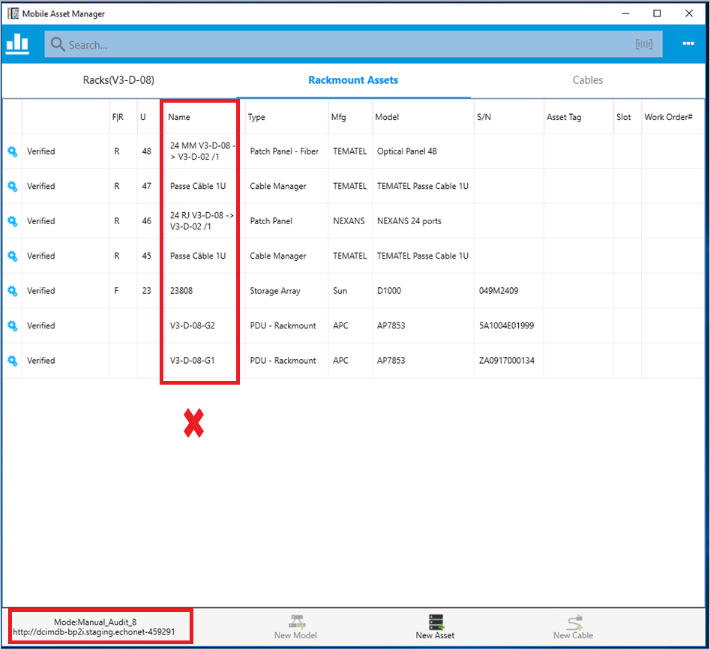 Mobile Asset Manager
Search...
Racks(V3-D-08) Rackmount Assets Cables
F|R U Name Type Mfg Model S/N Asset Tag Slot Work Order#
Verified R 48 24 MM V3-D-08 -> V3-D-02 /1 Patch Panel - Fiber TEMATEL Optical Panel 48
Verified R 47 Passe Câble 1U Cable Manager TEMATEL TEMATEL Passe Cable 1U
Verified R 46 24 RJ V3-D-08 -> V3-D-02 /1 Patch Panel NEXANS NEXANS 24 ports
Verified R 45 Passe Câble 1U Cable Manager TEMATEL TEMATEL Passe Cable 1U
Verified F 23 23808 Storage Array Sun D1000 049M2409
Verified V3-D-08-G2 PDU - Rackmount APC AP7853 5A1004E01999
Verified V3-D-08-G1 PDU - Rackmount APC AP7853 ZA0917000134
Mode:Manual_Audit_8
http://dcimdb-bp2i.staging.echonet-459291
New Model New Asset New Cable